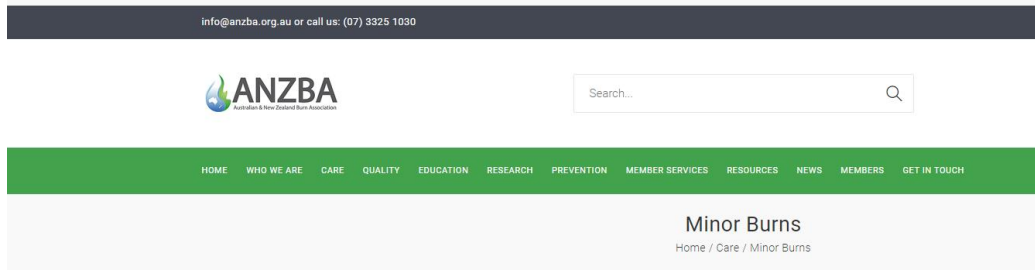 info@anzba.org.au or call us: (07) 3325 1030
ANZBA
Australian & New Zealand Burn Association
Search...
HOME WHO WE ARE CARE QUALITY EDUCATION RESEARCH PREVENTION MEMBER SERVICES RESOURCES NEWS MEMBERS GET IN TOUCH
Minor Burns
Home / Care / Minor Burns